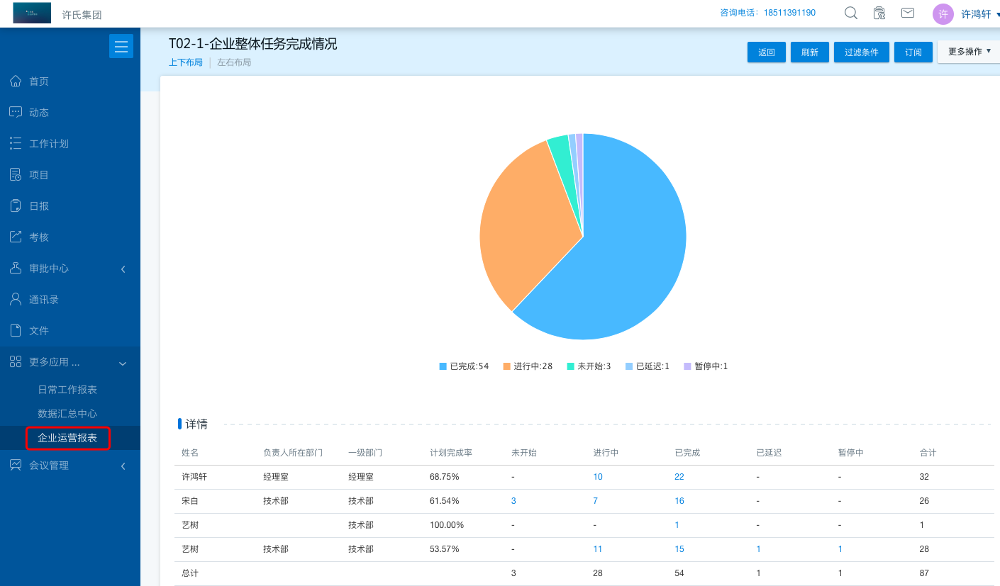 许氏集团
咨询电话：18511391190
许
许鸿轩
T02-1-企业整体任务完成情况
上下布局
左右布局
返回
刷新
过滤条件
订阅
更多操作
首页
动态
工作计划
项目
日报
考核
审批中心
通讯录
文件
更多应用 ...
日常工作报表
数据汇总中心
企业运营报表
会议管理
已完成:54 进行中:28 未开始:3 已延迟:1 暂停中:1
详情
姓名 负责人所在部门 一级部门 计划完成率 未开始 进行中 已完成 已延迟 暂停中 合计
许鸿轩 经理室 经理室 68.75% - 10 22 - - 32
宋白 技术部 技术部 61.54% 3 7 16 - - 26
艺树 技术部 100.00% - - 1 - - 1
艺树 技术部 技术部 53.57% - 11 15 1 1 28
总计 3 28 54 1 1 87